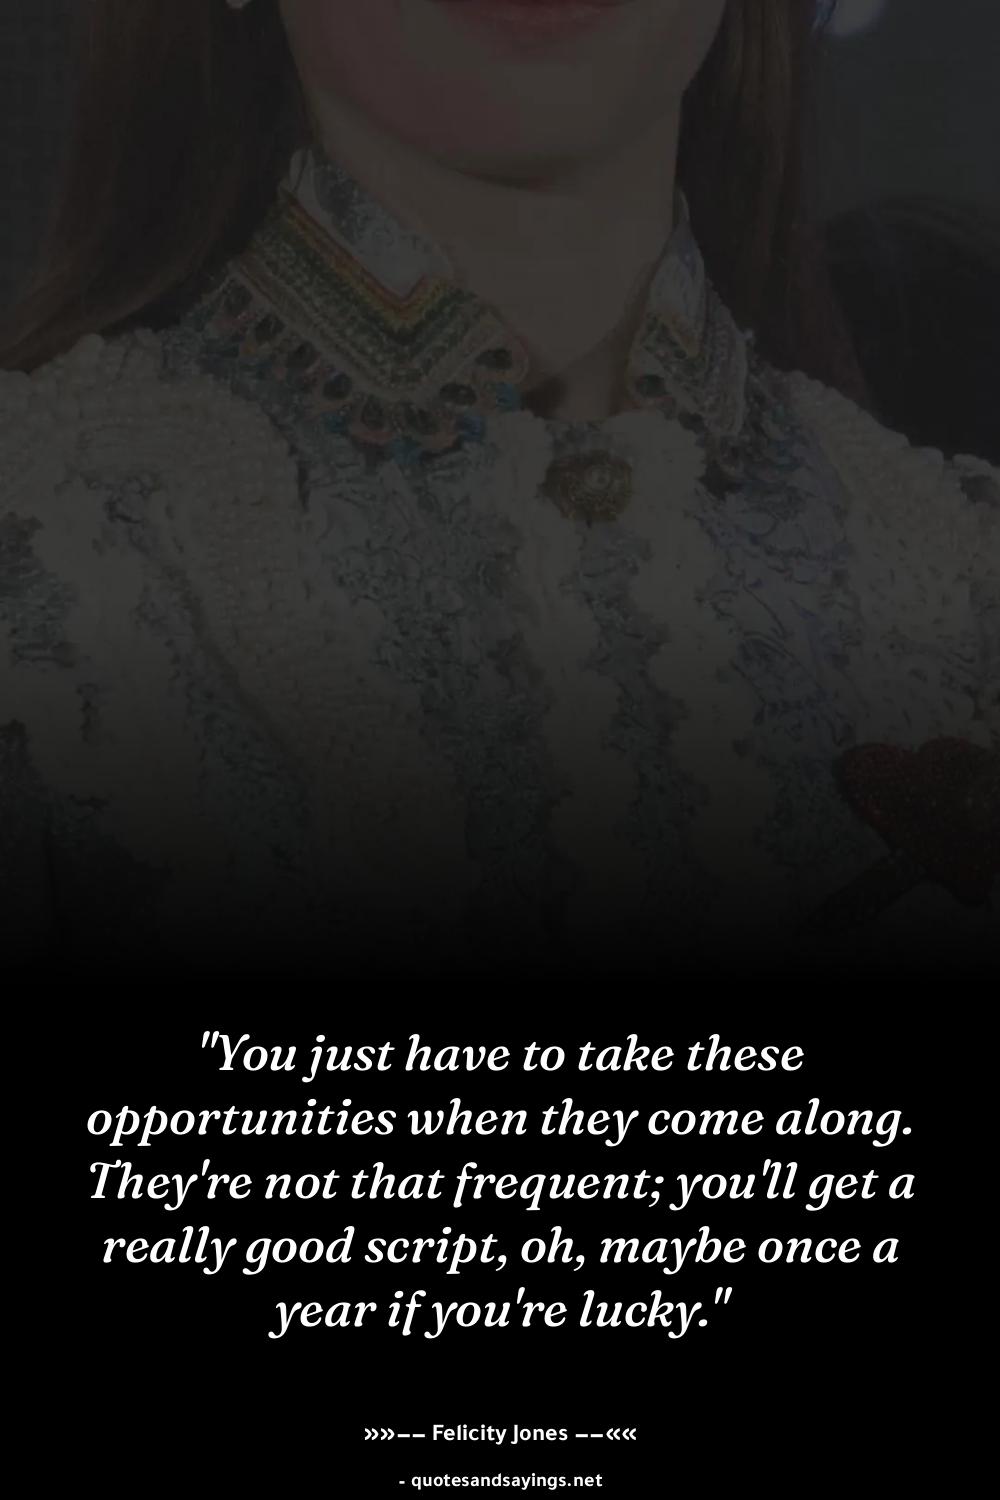 "You just have to take these
opportunities when they come along.
They're not that frequent; you'll get a
really good script, oh, maybe once a
year if you're lucky."
»»–– Felicity Jones ––««
- quotesandsayings.net